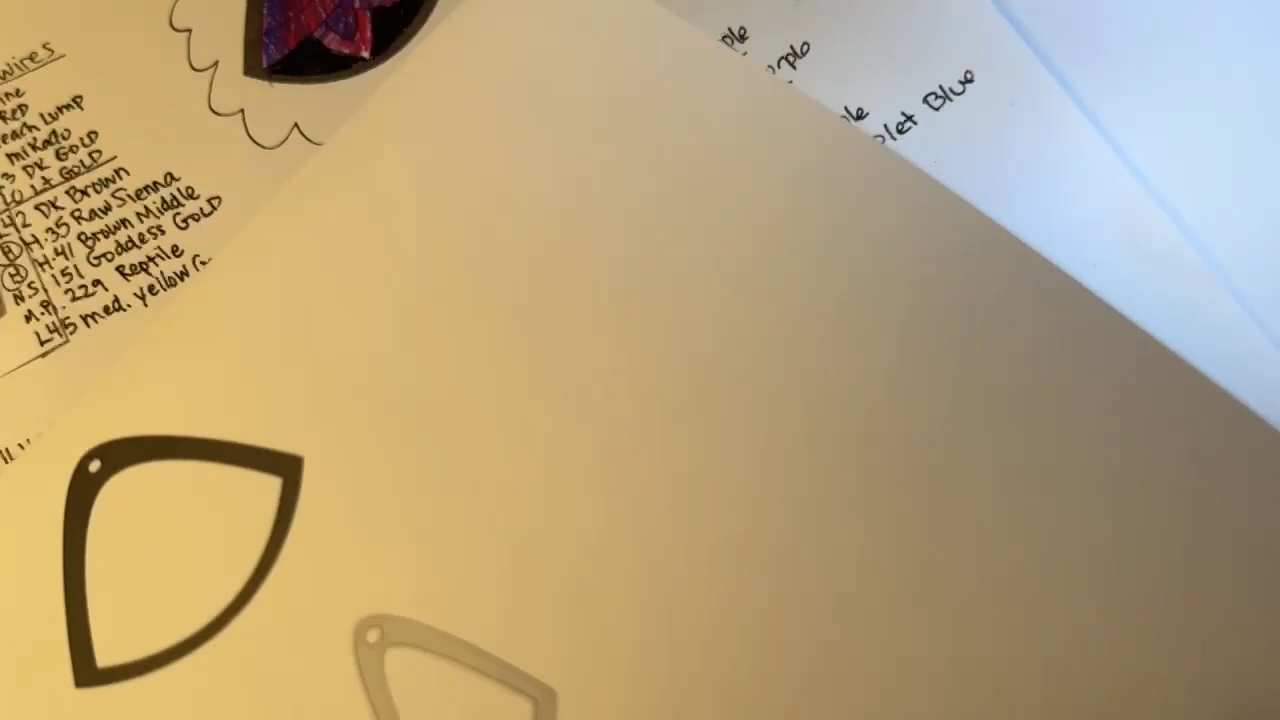 wires
ine
RED
each Lump
mikado
3 DK GOLD
10 Lt GOLD
L42 DK Brown
H H.35 Raw Sienna
H H.41 Brown Middle
N.S 151 Goddess GOLD
M.P. 229 Reptile
L45 med. yellow
ple
rple
ple
olet Blue